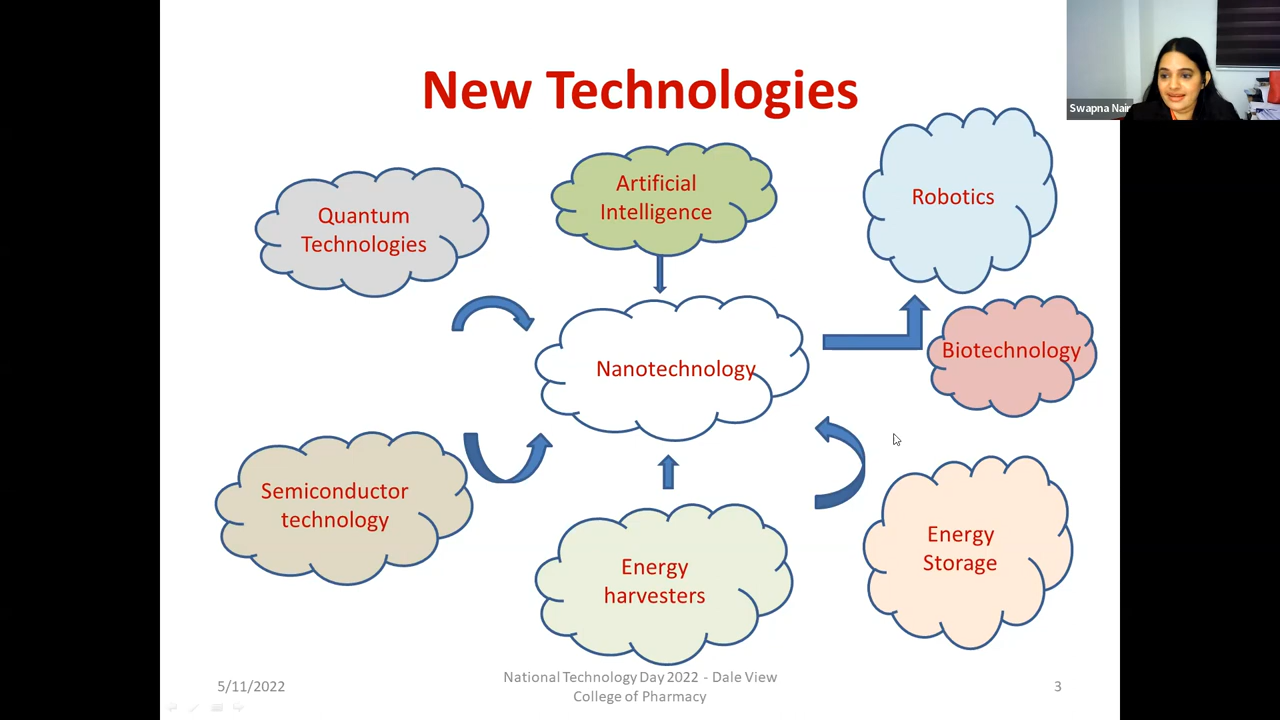 New Technologies
Swapna Nair
Quantum
Technologies
Artificial
Intelligence
Robotics
Nanotechnology
Biotechnology
Semiconductor
technology
Energy
harvesters
Energy
Storage
5/11/2022
National Technology Day 2022 - Dale View
College of Pharmacy
3